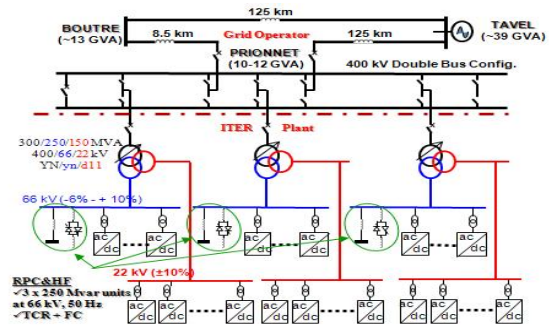 125 km
BOUTRE
(~13 GVA)
8.5 km
Grid Operator
125 km
TAVEL
(~39 GVA)
PRIONNET
(10-12 GVA)
400 kV Double Bus Config.
ITER Plant
300/250/150 MVA
400/66/22 kV
YN/yn/d11
66 kV (-6% - + 10%)
ac dc ac dc
ac dc ac dc
ac dc ac dc
22 kV (±10%)
RPC&HF
✓3 x 250 Mvar units
at 66 kV, 50 Hz
✓TCR + FC
ac dc ac dc ac dc
ac dc ac dc ac dc
ac dc ac dc ac dc